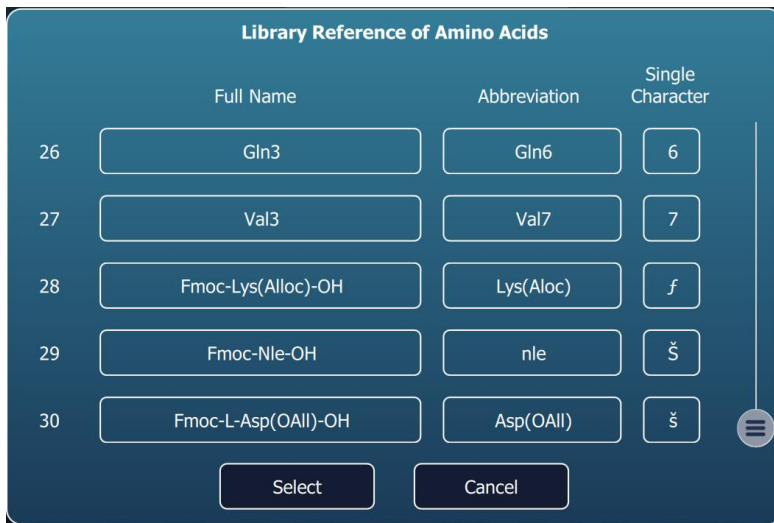 Library Reference of Amino Acids
Full Name Abbreviation Single Character
26 Gln3 Gln6 6
27 Val3 Val7 7
28 Fmoc-Lys(Alloc)-OH Lys(Aloc) ƒ
29 Fmoc-Nle-OH nle Š
30 Fmoc-L-Asp(OAll)-OH Asp(OAll) š
Select Cancel